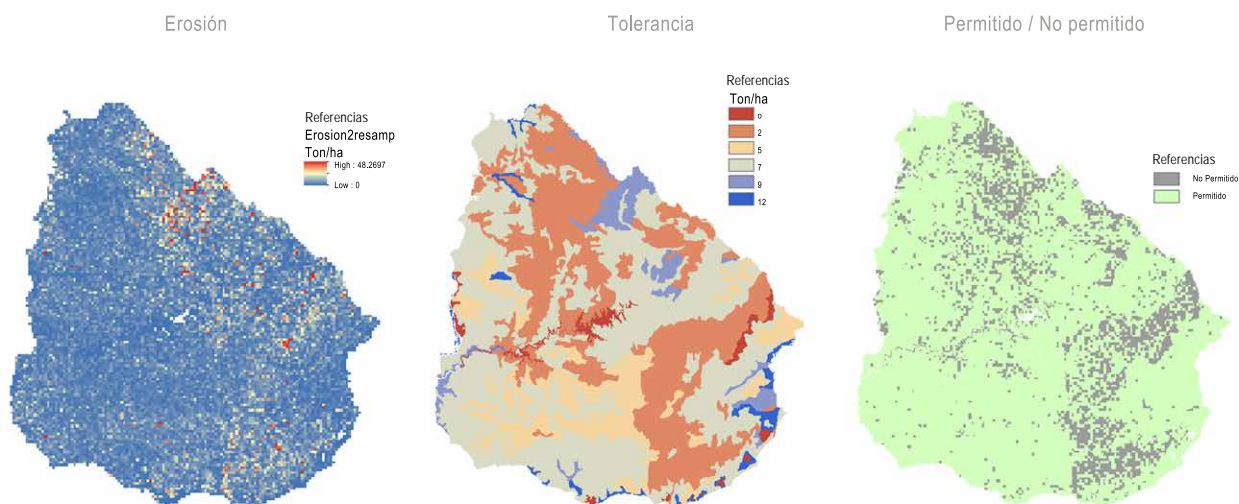 Erosión
Tolerancia
Permitido / No permitido
Referencias
Erosion2resamp
Ton/ha
High : 48.2697
Low : 0
Referencias
Ton/ha
0
2
5
7
9
12
Referencias
No Permitido
Permitido